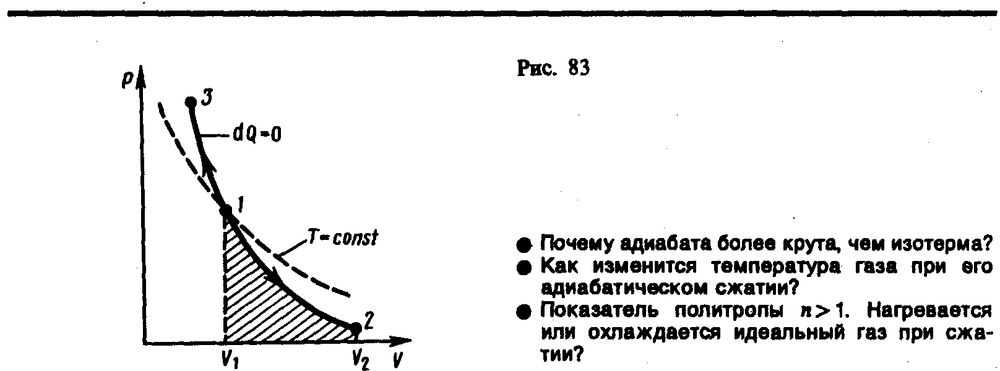 Рис. 83
p
3
dQ=0
1
T=const
2
V₁
V₂
V
● Почему адиабата более крута, чем изотерма?
● Как изменится температура газа при его
адиабатическом сжатии?
● Показатель политропы n>1. Нагревается
или охлаждается идеальный газ при сжа-
тии?